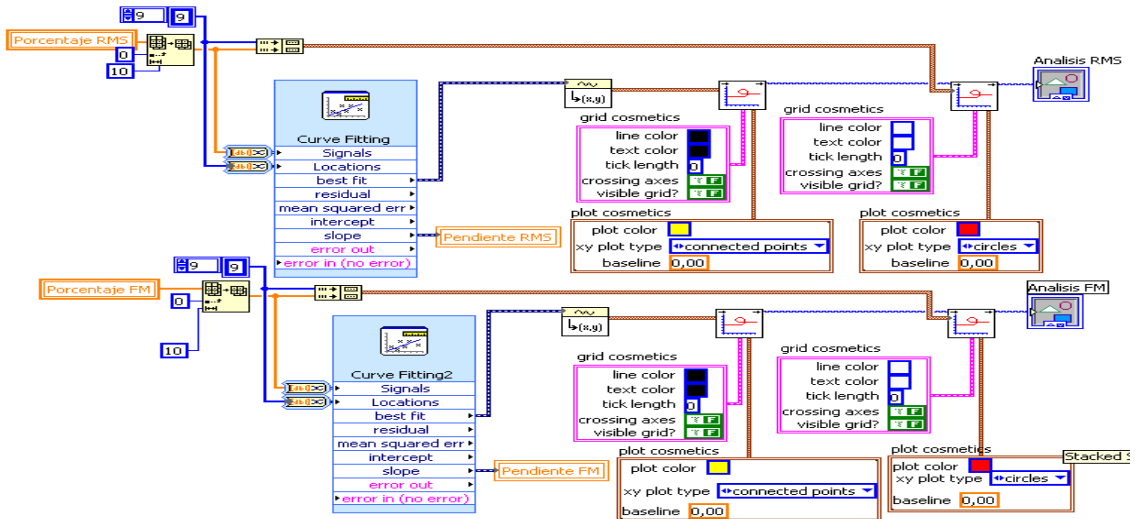 9 9
Porcentaje RMS
0
10
Analisis RMS
(x,y)
grid cosmetics
line color
text color
tick length 0
crossing axes F
visible grid? F
grid cosmetics
line color
text color
tick length 0
crossing axes F
visible grid? F
Curve Fitting
Signals
Locations
best fit
residual
mean squared err
intercept
slope
error out
error in (no error)
Pendiente RMS
plot cosmetics
plot color
xy plot type connected points
baseline 0,00
plot cosmetics
plot color
xy plot type circles
baseline 0,00
9 9
Porcentaje FM
0
10
Analisis FM
(x,y)
grid cosmetics
line color
text color
tick length 0
crossing axes F
visible grid? F
grid cosmetics
line color
text color
tick length 0
crossing axes F
visible grid? F
Curve Fitting2
Signals
Locations
best fit
residual
mean squared err
intercept
slope
error out
error in (no error)
Pendiente FM
plot cosmetics
plot color
xy plot type connected points
baseline 0,00
plot cosmetics
plot color
xy plot type circles
baseline 0,00
Stacked S